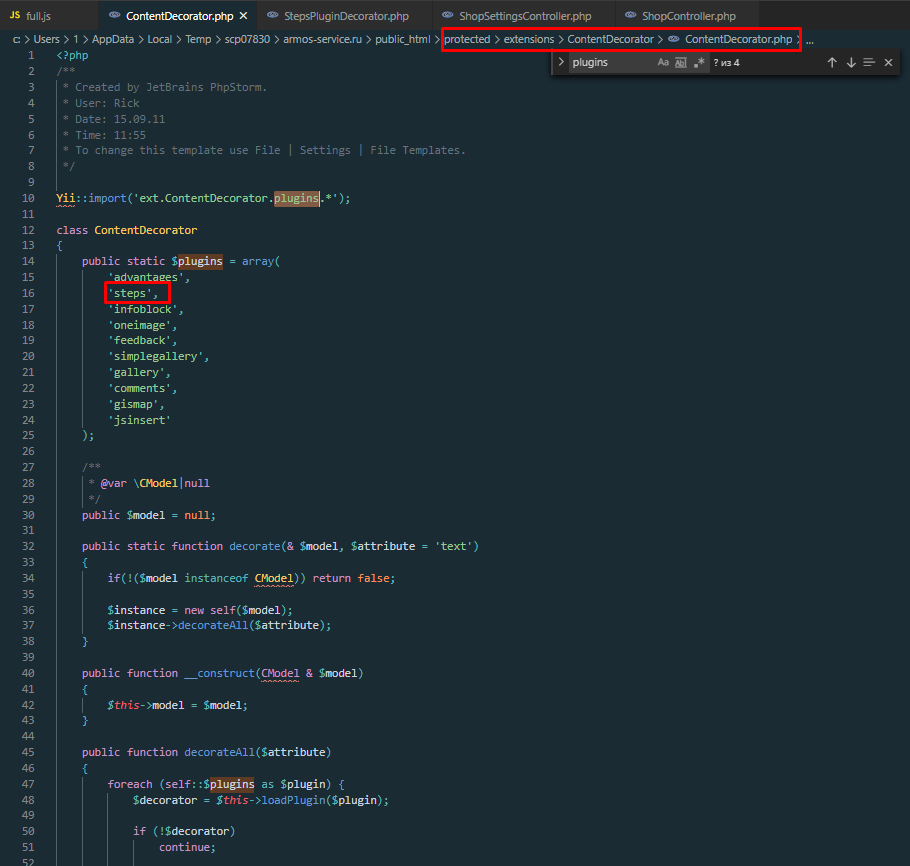 JS full.js ContentDecorator.php × StepsPluginDecorator.php ShopSettingsController.php ShopController.php
C: > Users > 1 > AppData > Local > Temp > scp07830 > armos-service.ru > public_html > protected > extensions > ContentDecorator > ContentDecorator.php > ...
> plugins Aa Ab .* ? из 4
1 <?php
2 /**
3 * Created by JetBrains PhpStorm.
4 * User: Rick
5 * Date: 15.09.11
6 * Time: 11:55
7 * To change this template use File | Settings | File Templates.
8 */
9
10 Yii::import('ext.ContentDecorator.plugins.*');
11
12 class ContentDecorator
13 {
14 public static $plugins = array(
15 'advantages',
16 'steps',
17 'infoblock',
18 'oneimage',
19 'feedback',
20 'simplegallery',
21 'gallery',
22 'comments',
23 'gismap',
24 'jsinsert'
25 );
26
27 /**
28 * @var \CModel|null
29 */
30 public $model = null;
31
32 public static function decorate(& $model, $attribute = 'text')
33 {
34 if(!($model instanceof CModel)) return false;
35
36 $instance = new self($model);
37 $instance->decorateAll($attribute);
38 }
39
40 public function __construct(CModel & $model)
41 {
42 $this->model = $model;
43 }
44
45 public function decorateAll($attribute)
46 {
47 foreach (self::$plugins as $plugin) {
48 $decorator = $this->loadPlugin($plugin);
49
50 if (!$decorator)
51 continue;
52